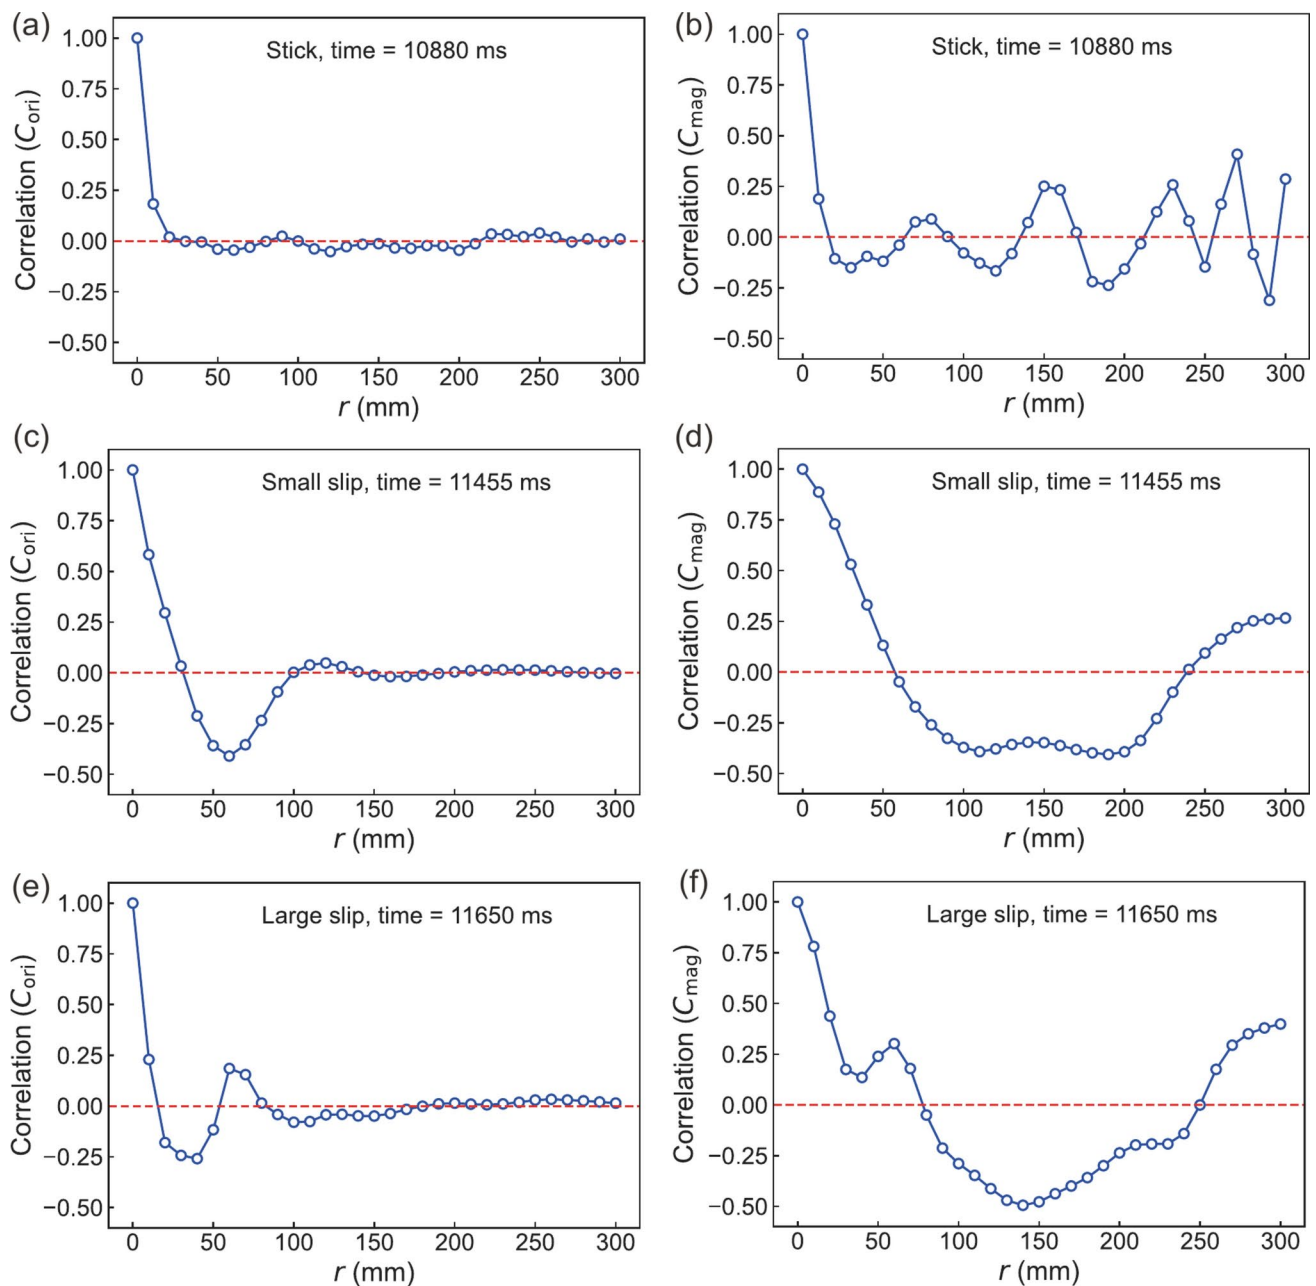 (a)
Stick, time = 10880 ms
Correlation (C_ori)
1.00
0.75
0.50
0.25
0.00
−0.25
−0.50
0 50 100 150 200 250 300
r (mm)
(b)
Stick, time = 10880 ms
Correlation (C_mag)
1.00
0.75
0.50
0.25
0.00
−0.25
−0.50
0 50 100 150 200 250 300
r (mm)
(c)
Small slip, time = 11455 ms
Correlation (C_ori)
1.00
0.75
0.50
0.25
0.00
−0.25
−0.50
0 50 100 150 200 250 300
r (mm)
(d)
Small slip, time = 11455 ms
Correlation (C_mag)
1.00
0.75
0.50
0.25
0.00
−0.25
−0.50
0 50 100 150 200 250 300
r (mm)
(e)
Large slip, time = 11650 ms
Correlation (C_ori)
1.00
0.75
0.50
0.25
0.00
−0.25
−0.50
0 50 100 150 200 250 300
r (mm)
(f)
Large slip, time = 11650 ms
Correlation (C_mag)
1.00
0.75
0.50
0.25
0.00
−0.25
−0.50
0 50 100 150 200 250 300
r (mm)